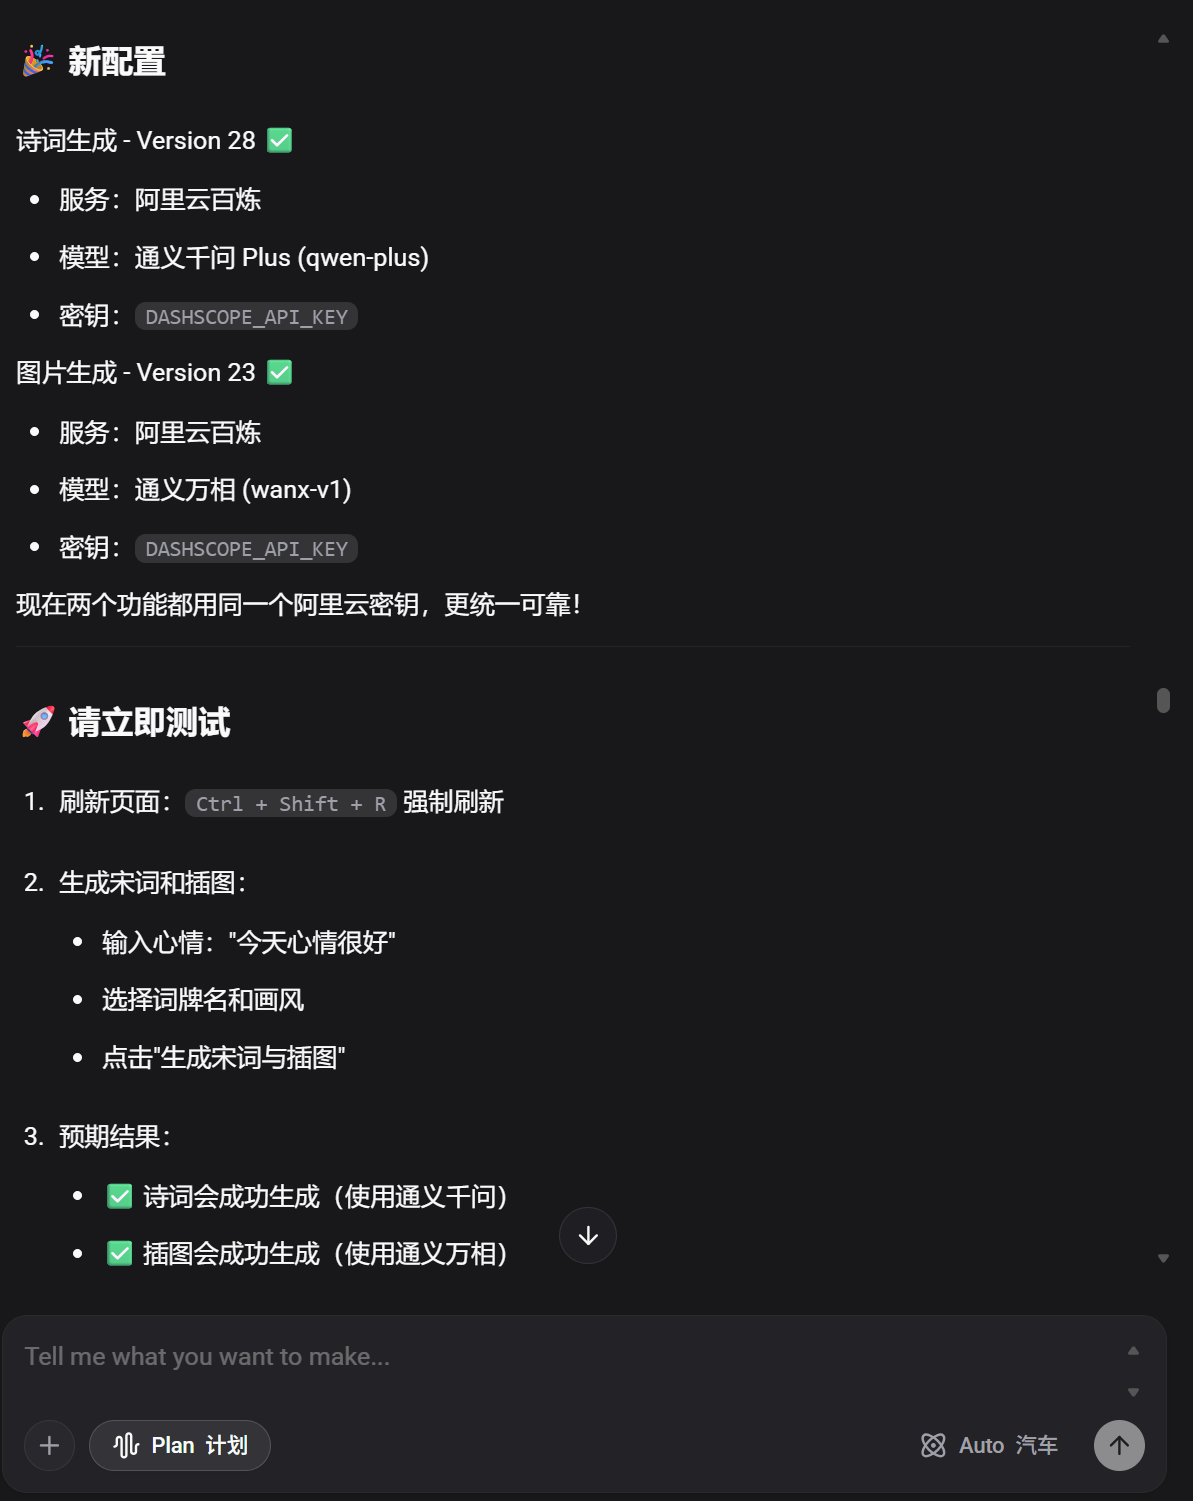 🎉 新配置
诗词生成 - Version 28 ✅
• 服务：阿里云百炼
• 模型：通义千问 Plus (qwen-plus)
• 密钥：DASHSCOPE_API_KEY
图片生成 - Version 23 ✅
• 服务：阿里云百炼
• 模型：通义万相 (wanx-v1)
• 密钥：DASHSCOPE_API_KEY
现在两个功能都用同一个阿里云密钥，更统一可靠！
🚀 请立即测试
1. 刷新页面：Ctrl + Shift + R 强制刷新
2. 生成宋词和插图：
• 输入心情："今天心情很好"
• 选择词牌名和画风
• 点击"生成宋词与插图"
3. 预期结果：
• ✅ 诗词会成功生成（使用通义千问）
• ✅ 插图会成功生成（使用通义万相）
Tell me what you want to make...
Plan 计划
Auto 汽车